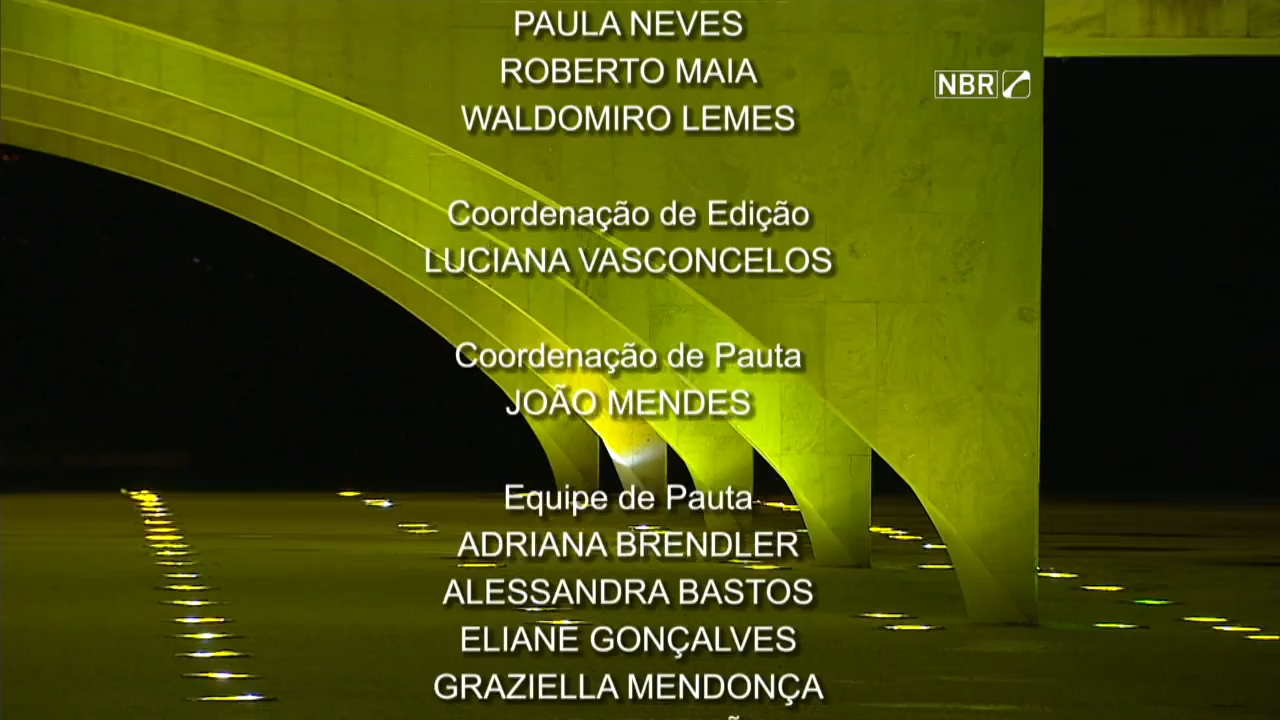 PAULA NEVES
ROBERTO MAIA
NBR
WALDOMIRO LEMES
Coordenação de Edição
LUCIANA VASCONCELOS
Coordenação de Pauta
JOÃO MENDES
Equipe de Pauta
ADRIANA BRENDLER
ALESSANDRA BASTOS
ELIANE GONÇALVES
GRAZIELLA MENDONÇA